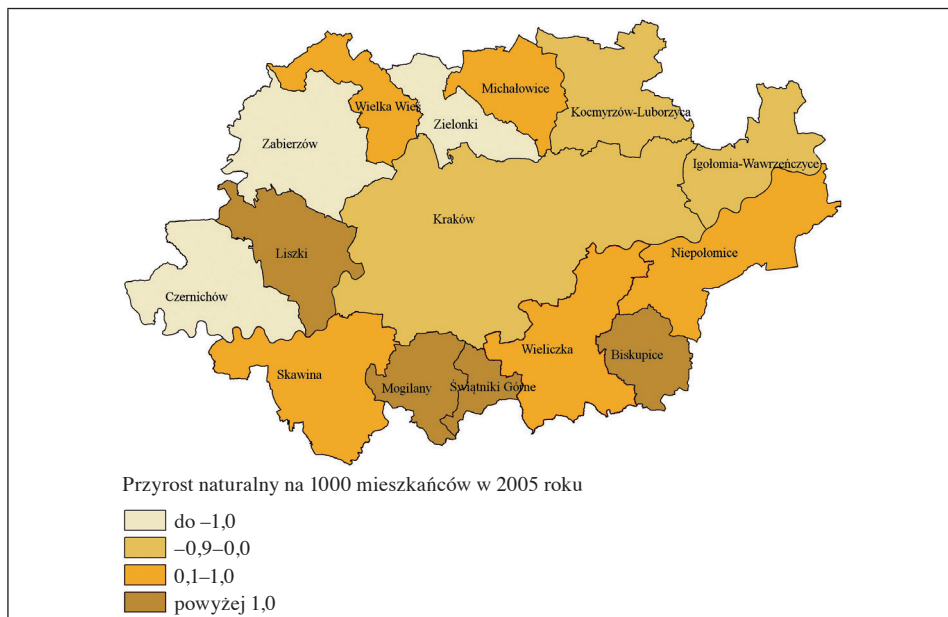 Michałowice
Wielka Wieś
Kocmyrzów-Luborzyca
Zielonki
Zabierzów
Igołomia-Wawrzeńczyce
Kraków
Liszki
Niepołomice
Czernichów
Wieliczka
Biskupice
Skawina
Mogilany
Świątniki Górne
Przyrost naturalny na 1000 mieszkańców w 2005 roku
do –1,0
–0,9–0,0
0,1–1,0
powyżej 1,0